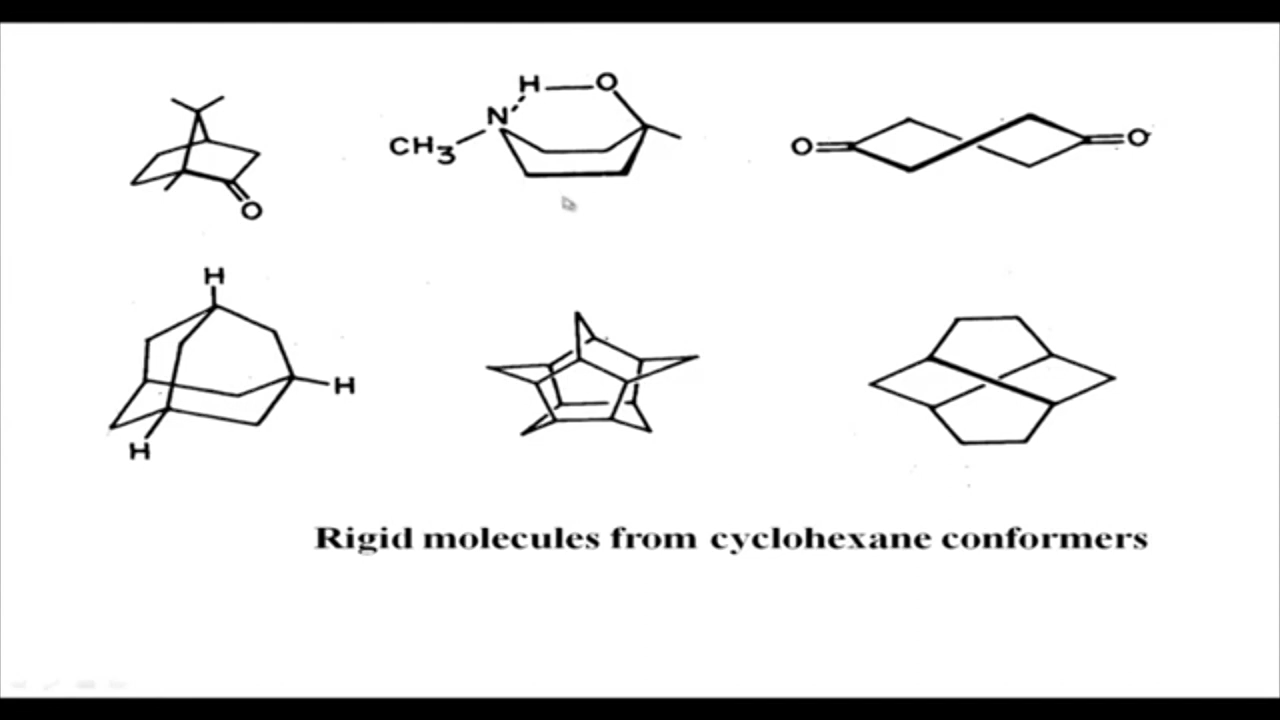 H O
N
CH3
O O
O
H
H
H
Rigid molecules from cyclohexane conformers